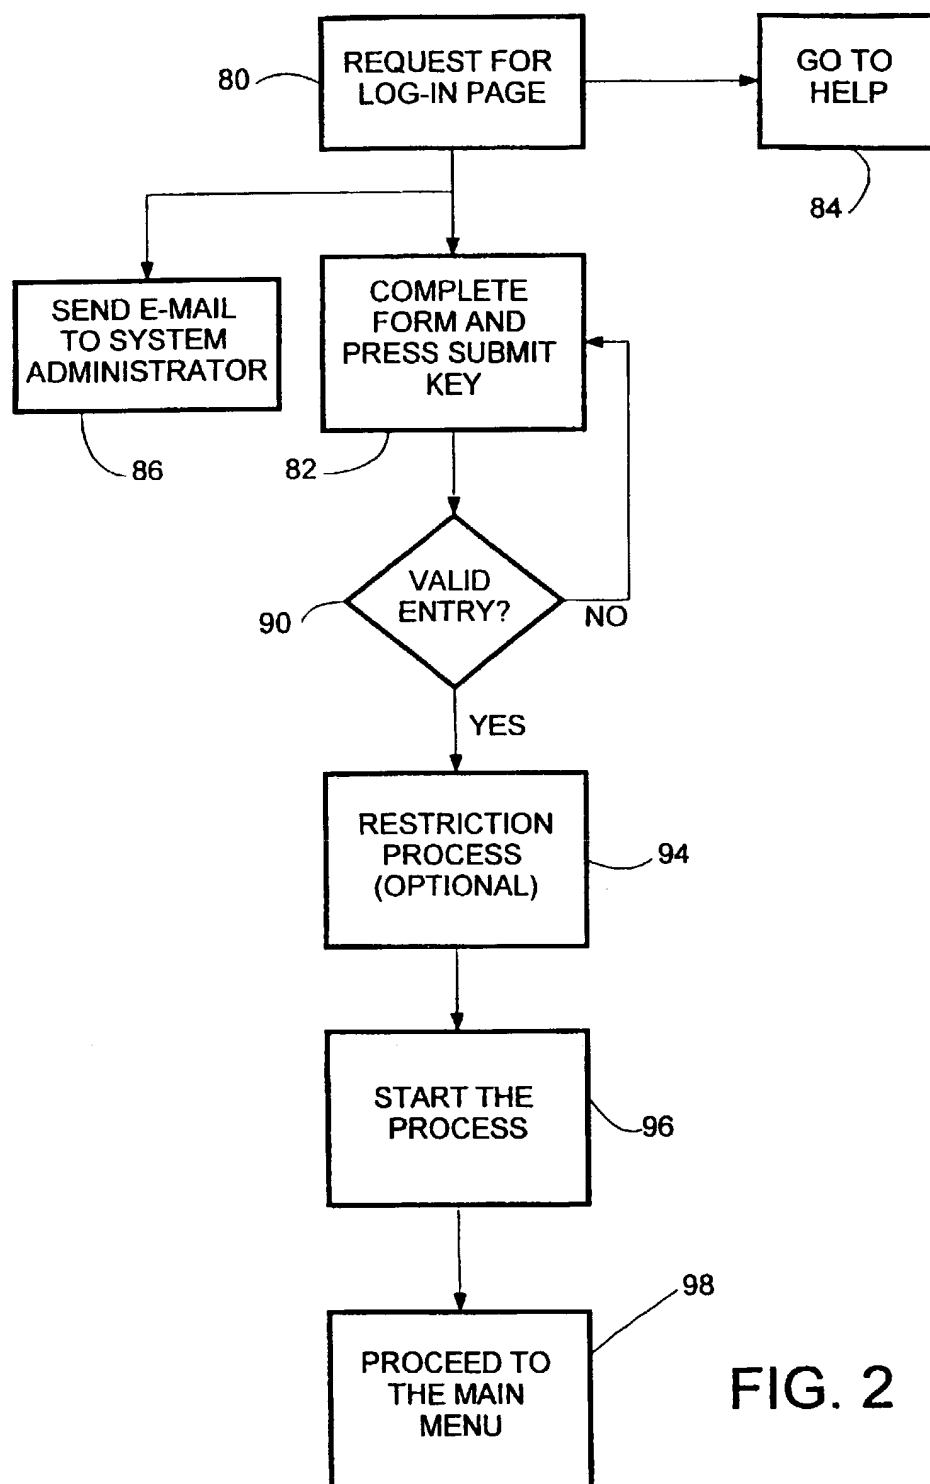 80
REQUEST FOR
LOG-IN PAGE
GO TO
HELP
84
SEND E-MAIL
TO SYSTEM
ADMINISTRATOR
86
COMPLETE
FORM AND
PRESS SUBMIT
KEY
82
VALID
ENTRY?
90
NO
YES
RESTRICTION
PROCESS
(OPTIONAL)
94
START THE
PROCESS
96
98
PROCEED TO
THE MAIN
MENU
FIG. 2